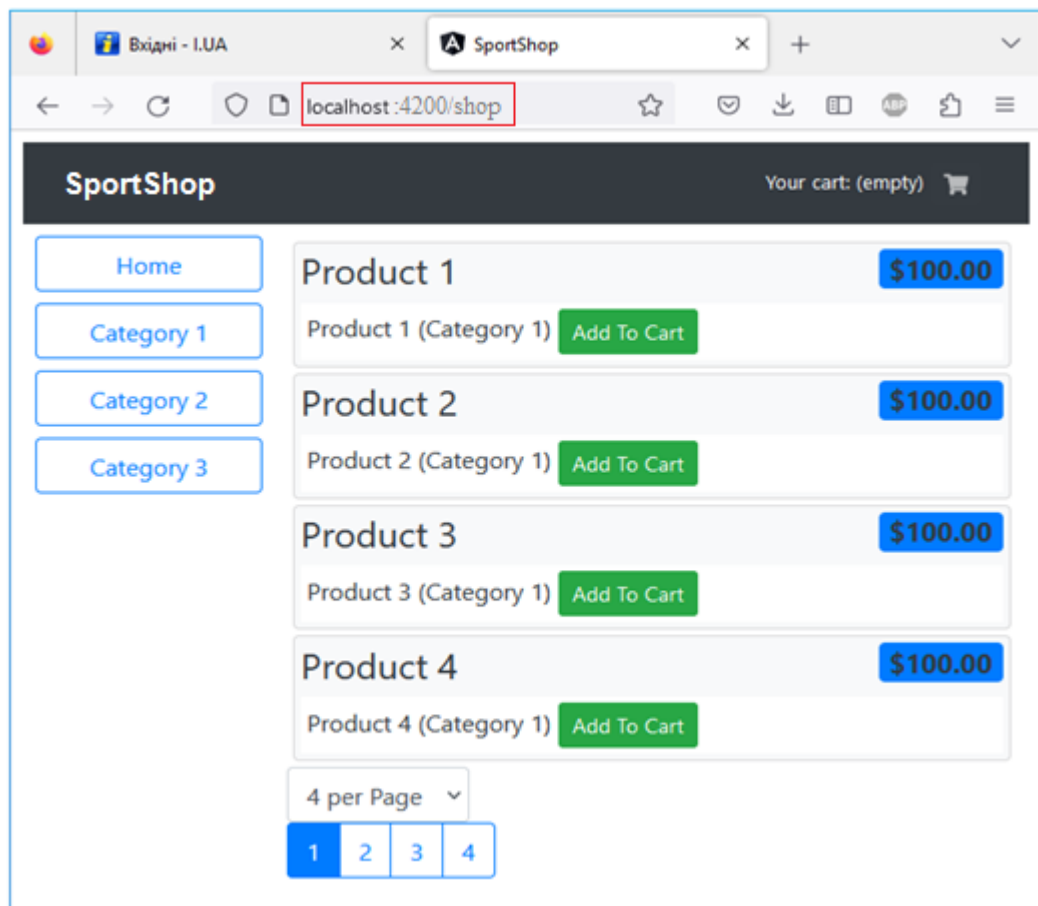 Вхідні - I.UA
SportShop
localhost:4200/shop
ABP
SportShop
Your cart: (empty)
Home
Category 1
Category 2
Category 3
Product 1
$100.00
Product 1 (Category 1) Add To Cart
Product 2
$100.00
Product 2 (Category 1) Add To Cart
Product 3
$100.00
Product 3 (Category 1) Add To Cart
Product 4
$100.00
Product 4 (Category 1) Add To Cart
4 per Page
1 2 3 4